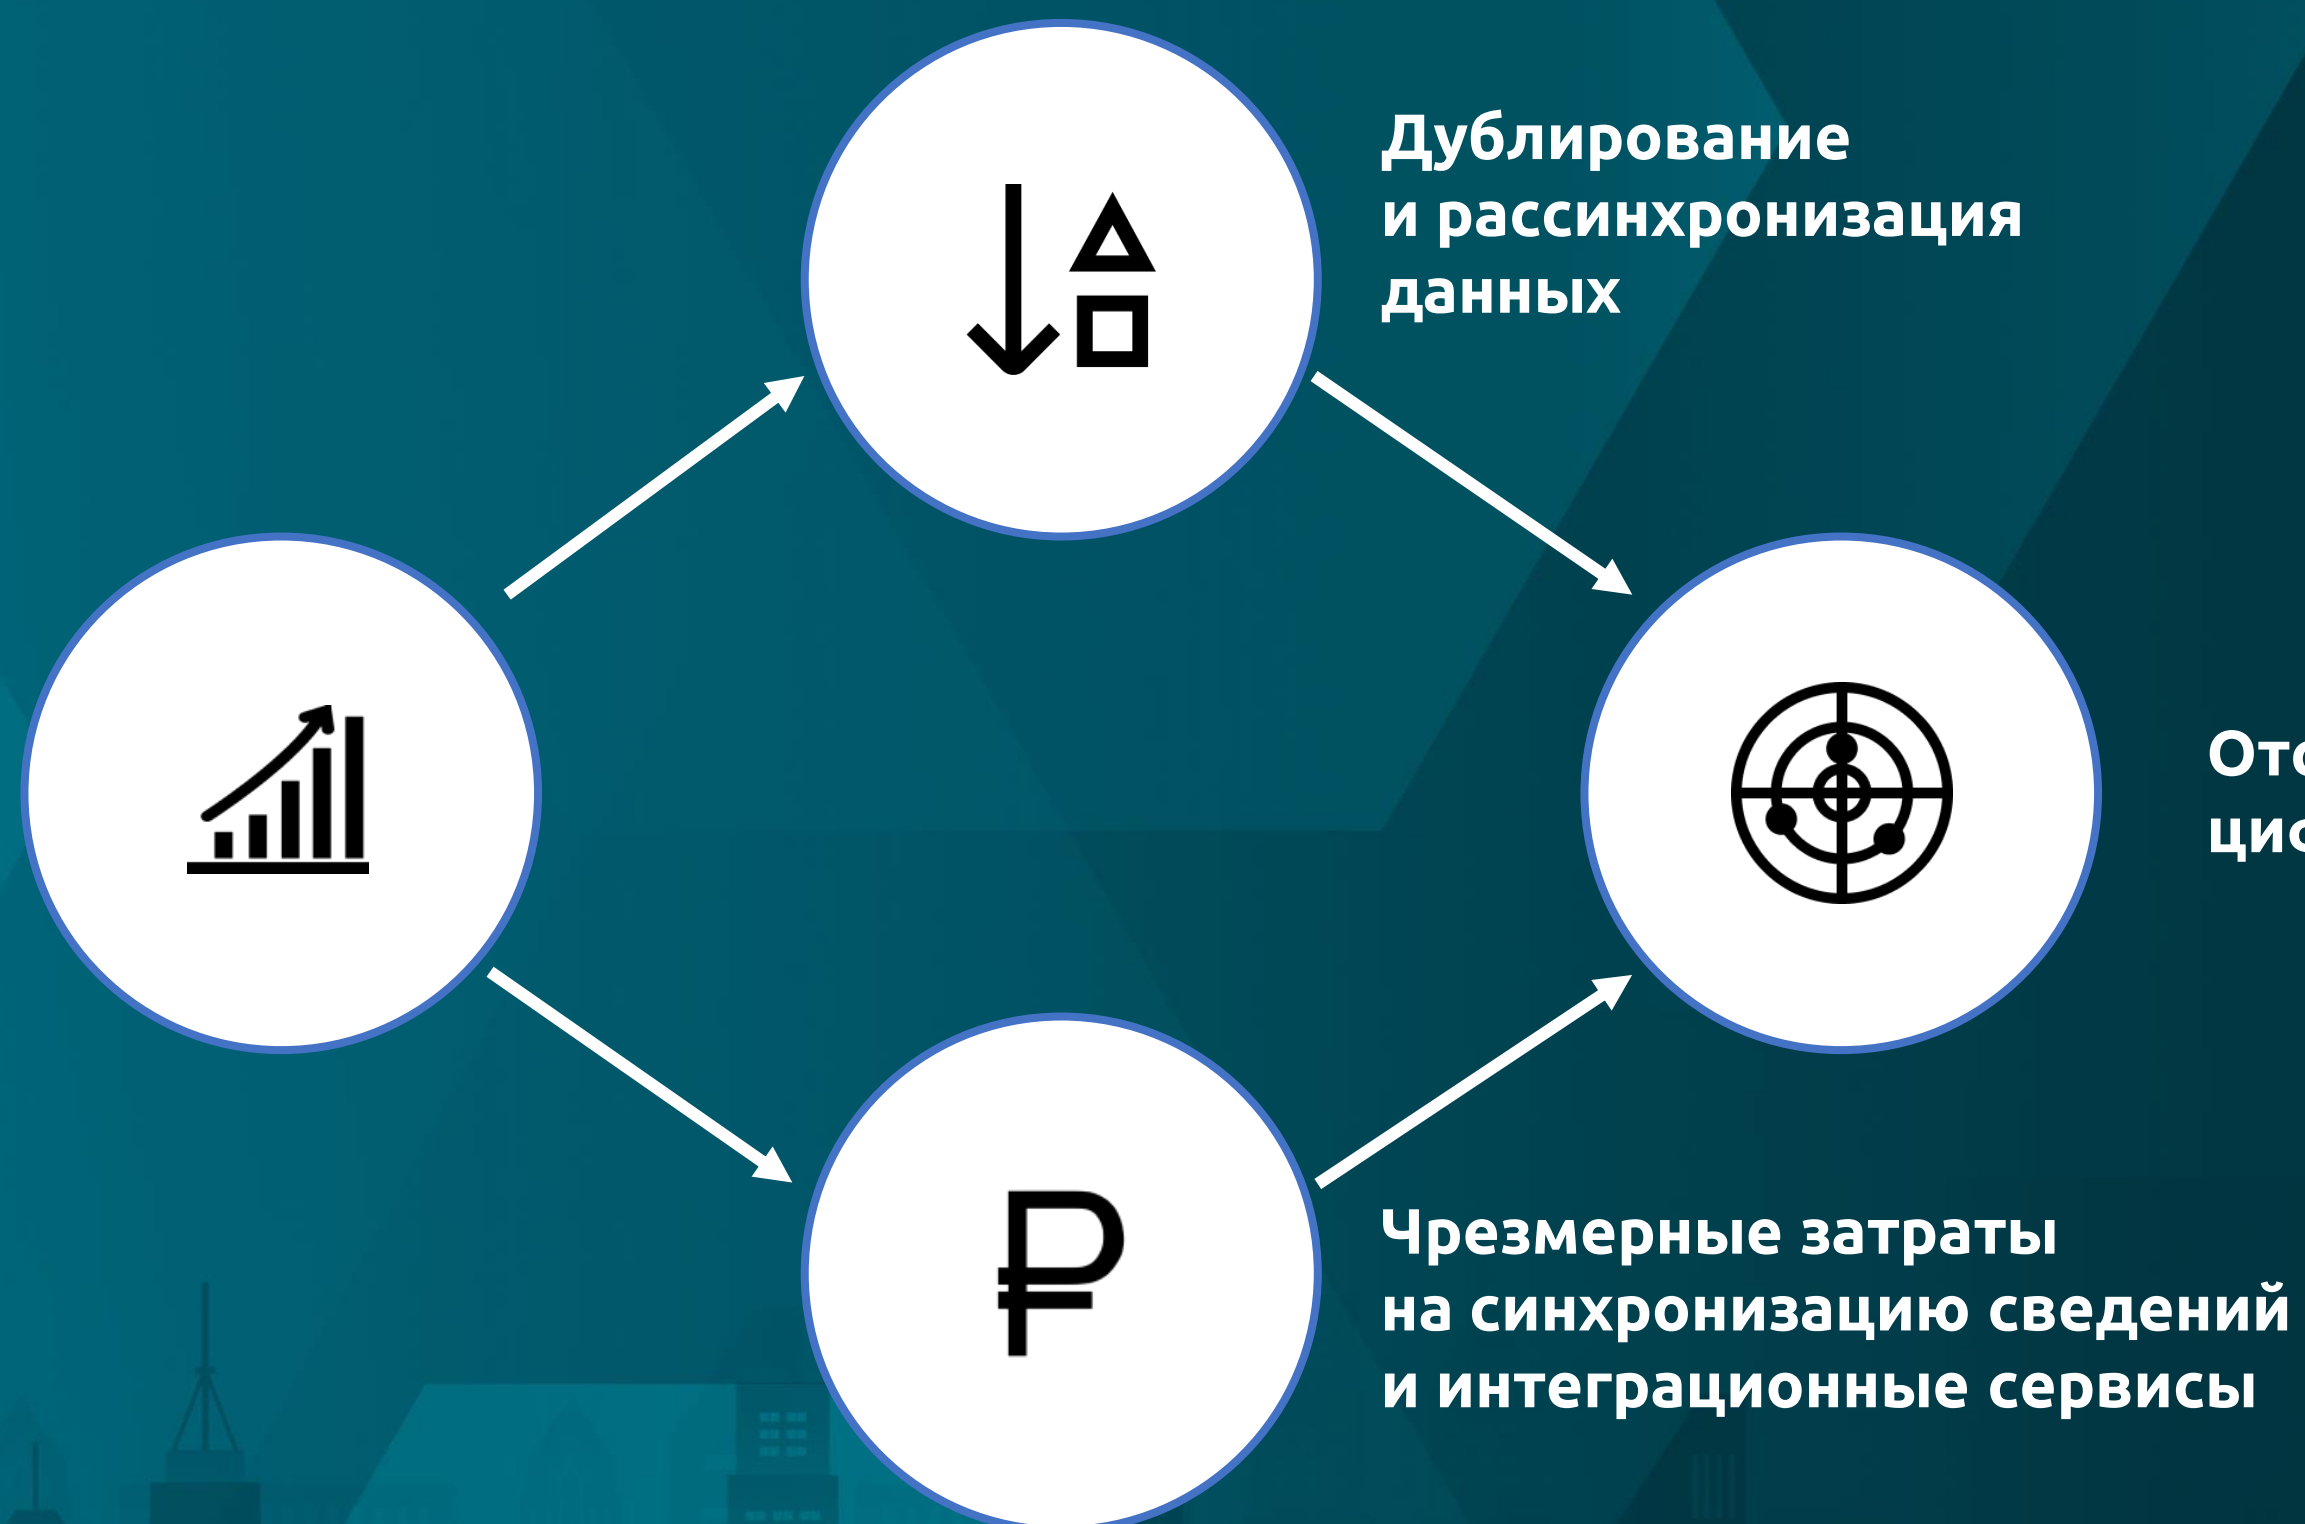 Дублирование
и рассинхронизация
данных
Чрезмерные затраты
на синхронизацию сведений
и интеграционные сервисы